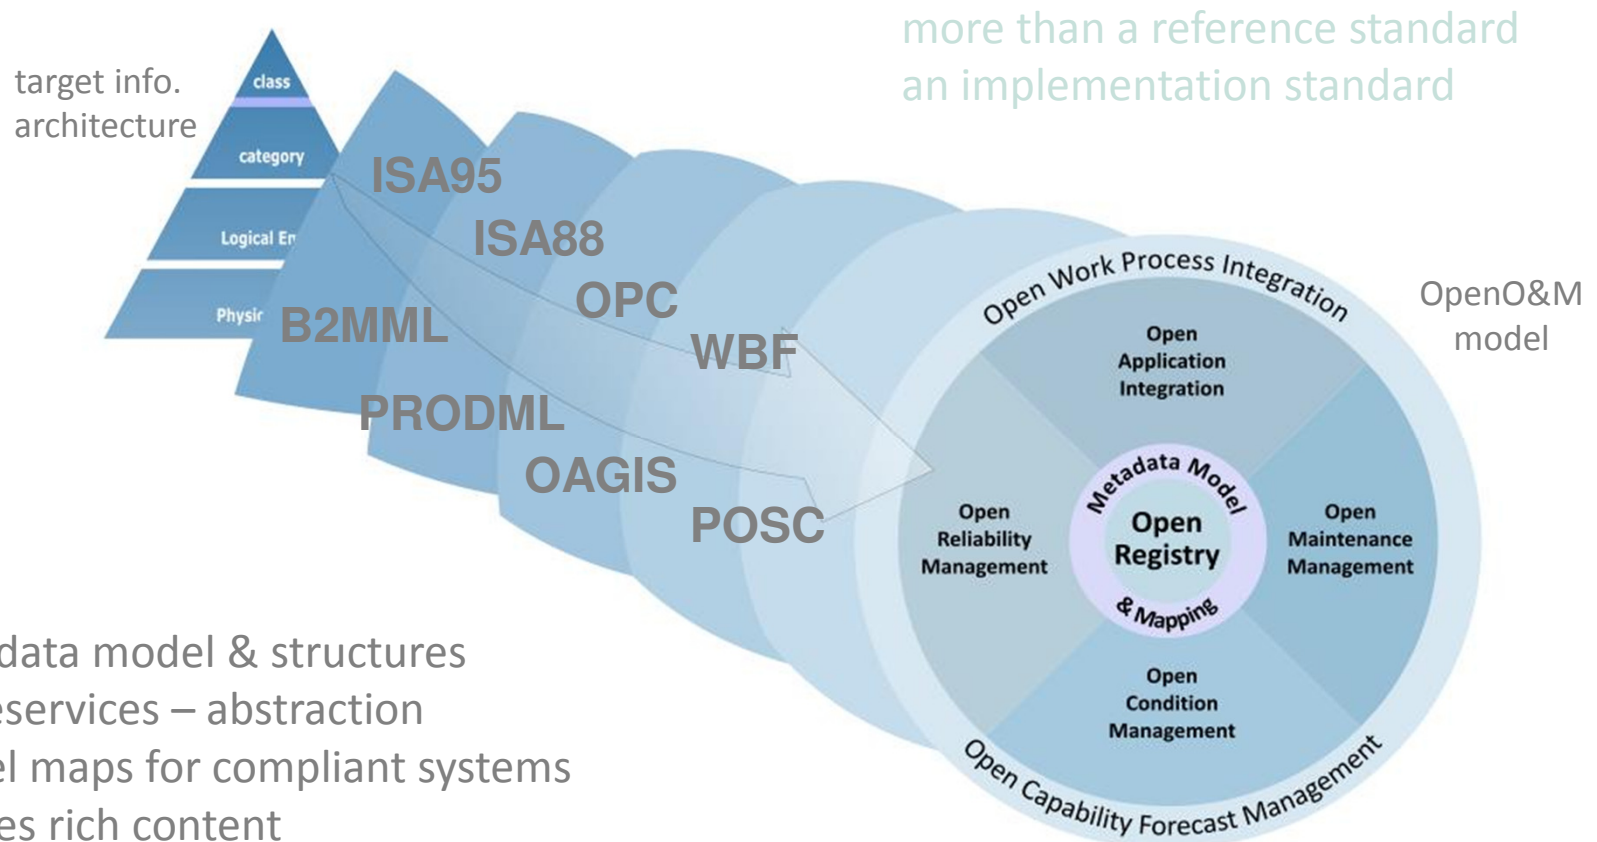 more than a reference standard
an implementation standard
target info.
architecture
class
category
Logical
ISA95
ISA88
OPC
WBF
B2MML
PRODML
OAGIS
POSC
OpenO&M
model
Open Work Process Integration
Open
Application
Integration
Open
Reliability
Management
Metadata Model
Open
Registry
& Mapping
Open
Maintenance
Management
Open
Condition
Management
Open Capability Forecast Management
data model & structures
– abstraction
maps for compliant systems
rich content